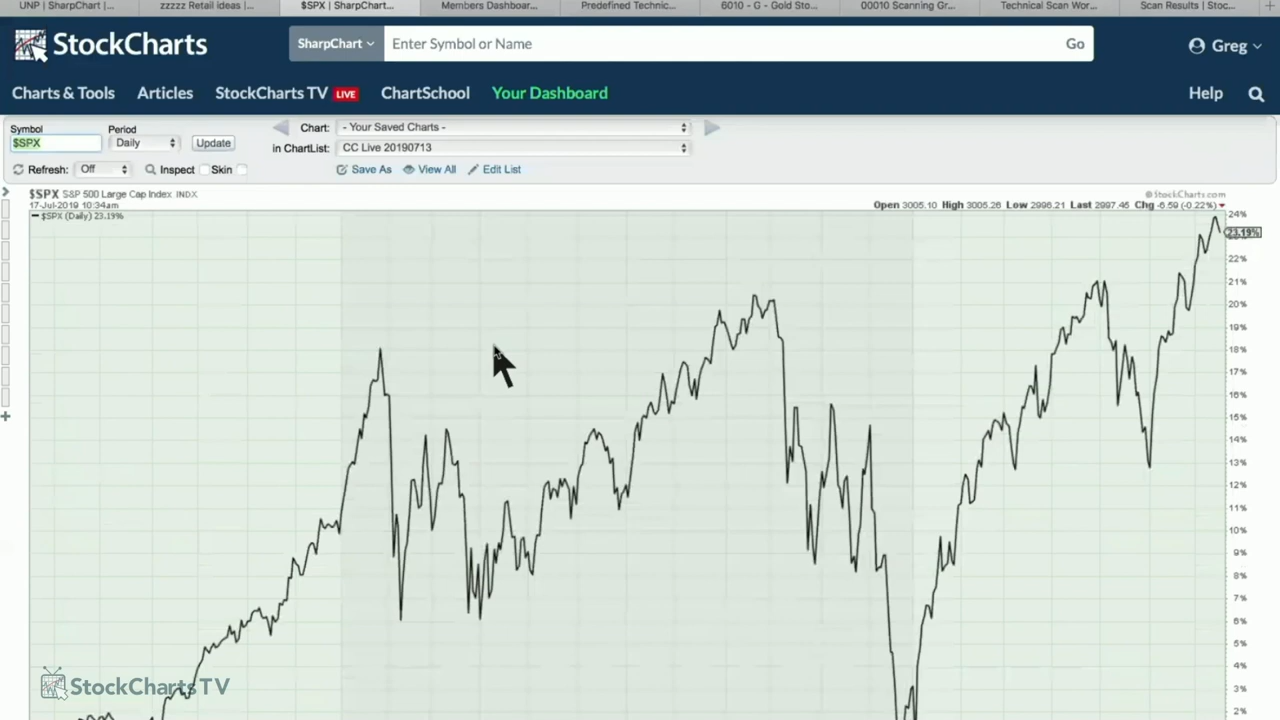 UNP | SharpChart |... zzzzz Retail ideas |... $SPX | SharpChart... Members Dashboar... Predefined Technic... 6010 - G - Gold Sto... 00010 Scanning Gr... Technical Scan Wor... Scan Results | Stoc...
StockCharts SharpChart Enter Symbol or Name Go Greg
Charts & Tools Articles StockCharts TV LIVE ChartSchool Your Dashboard Help
Symbol Period Chart: - Your Saved Charts -
$SPX Daily Update in ChartList: CC Live 20190713
Refresh: Off Inspect Skin Save As View All Edit List
$SPX S&P 500 Large Cap Index INDX © StockCharts.com
17-Jul-2019 10:34am Open 3005.10 High 3005.26 Low 2996.21 Last 2997.45 Chg -6.59 (-0.22%)
$SPX (Daily) 23.19%
24%
23.19%
22%
21%
20%
19%
18%
17%
16%
15%
14%
13%
12%
11%
10%
9%
8%
7%
6%
5%
4%
3%
2%
StockChartsTV